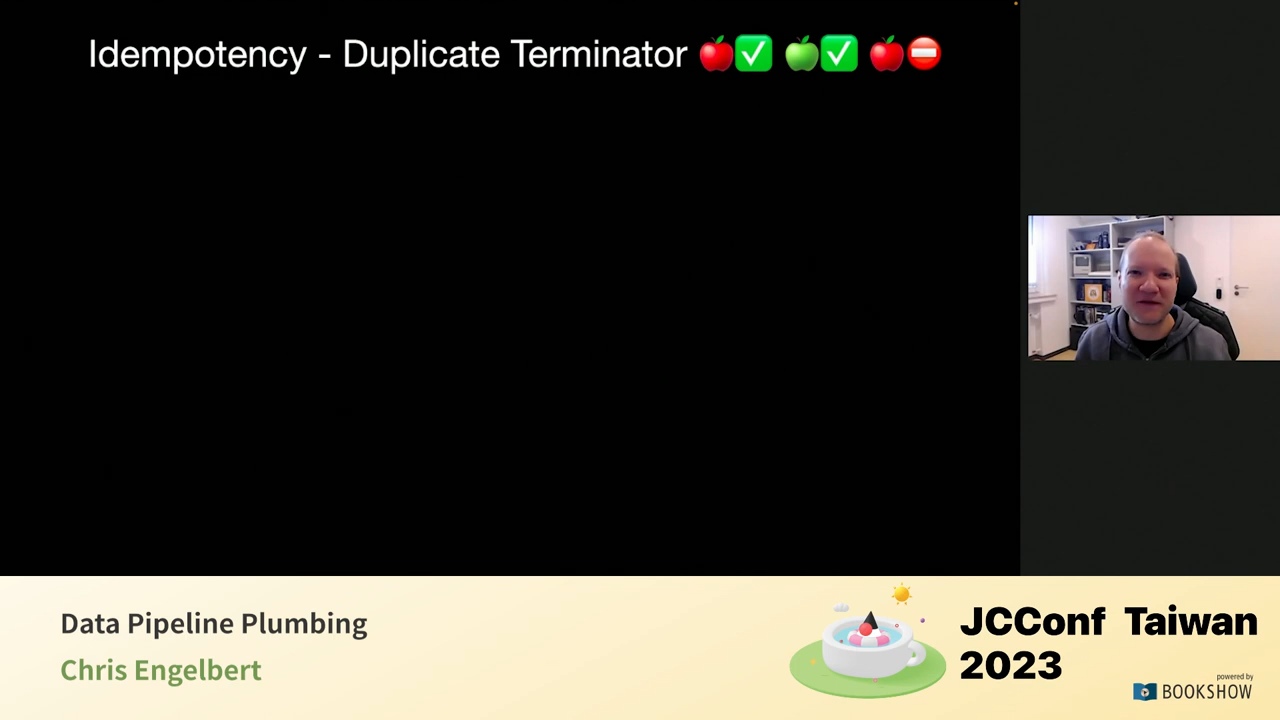 Idempotency - Duplicate Terminator 🍎✅ 🍏✅ 🍎⛔
Data Pipeline Plumbing
Chris Engelbert
JCConf Taiwan
2023
powered by
BOOKSHOW